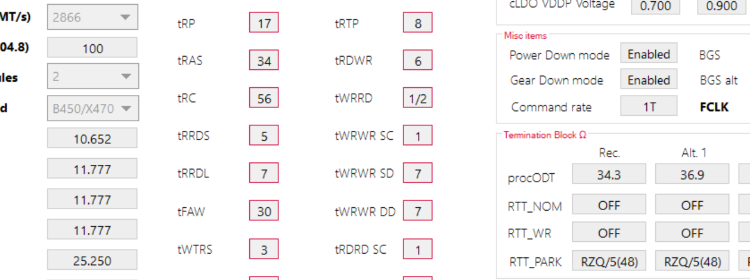 MT/s) 2866 tRP 17 tRTP 8 cLDO VDDP Voltage 0.700 0.900
Misc items
04.8) 100 tRAS 34 tRDWR 6 Power Down mode Enabled BGS
les 2 tRC 56 tWRRD 1/2 Gear Down mode Enabled BGS alt
d B450/X470 tRRDS 5 tWRWR SC 1 Command rate 1T FCLK
10.652
Termination Block Ω
Rec. Alt. 1
11.777 tRRDL 7 tWRWR SD 7 procODT 34.3 36.9
11.777 tFAW 30 tWRWR DD 7 RTT_NOM OFF OFF
11.777 tWTRS 3 tRDRD SC 1 RTT_WR OFF OFF
25.250 RTT_PARK RZQ/5(48) RZQ/5(48)